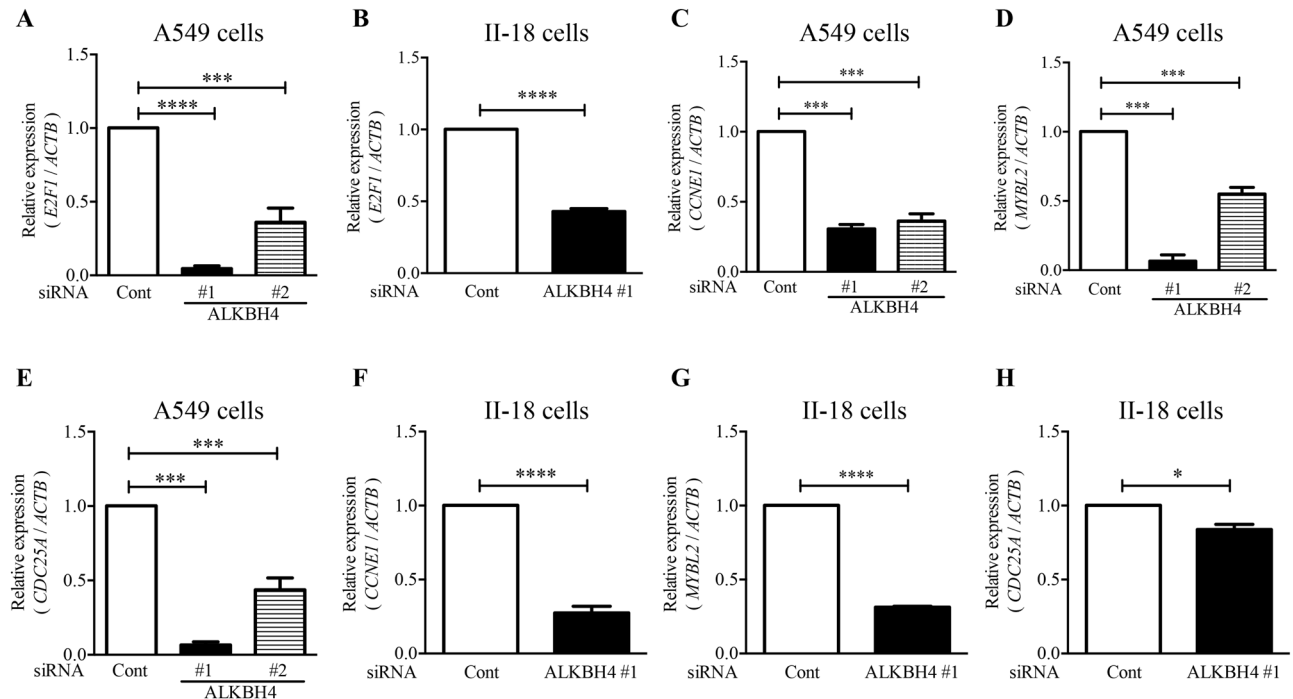 A
A549 cells
Relative expression
( E2F1 / ACTB )
1.5
1.0
0.5
0.0
***
****
siRNA
Cont
#1
#2
ALKBH4
B
II-18 cells
Relative expression
( E2F1 / ACTB )
1.5
1.0
0.5
0.0
****
siRNA
Cont
ALKBH4 #1
C
A549 cells
Relative expression
( CCNE1 / ACTB )
1.5
1.0
0.5
0.0
***
***
siRNA
Cont
#1
#2
ALKBH4
D
A549 cells
Relative expression
( MYBL2 / ACTB )
1.5
1.0
0.5
0.0
***
***
siRNA
Cont
#1
#2
ALKBH4
E
A549 cells
Relative expression
( CDC25A / ACTB )
1.5
1.0
0.5
0.0
***
***
siRNA
Cont
#1
#2
ALKBH4
F
II-18 cells
Relative expression
( CCNE1 / ACTB )
1.5
1.0
0.5
0.0
****
siRNA
Cont
ALKBH4 #1
G
II-18 cells
Relative expression
( MYBL2 / ACTB )
1.5
1.0
0.5
0.0
****
siRNA
Cont
ALKBH4 #1
H
II-18 cells
Relative expression
( CDC25A / ACTB )
1.5
1.0
0.5
0.0
*
siRNA
Cont
ALKBH4 #1